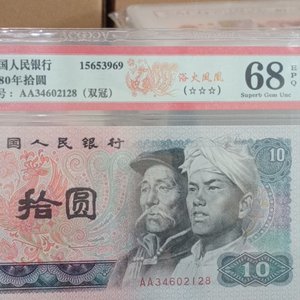 国人民银行 15653969
80年拾圆
号: AA34602128 (双冠)
浴火凤凰
(☆☆☆)
68 EPQ
Superb Gem Unc
国人民银行
10
拾圆
AA34602128
10